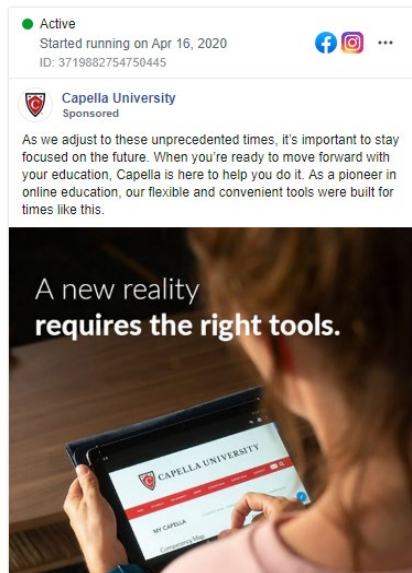 Active
Started running on Apr 16, 2020
ID: 3719882754750445
Capella University
Sponsored
As we adjust to these unprecedented times, it's important to stay
focused on the future. When you're ready to move forward with
your education, Capella is here to help you do it. As a pioneer in
online education, our flexible and convenient tools were built for
times like this.
A new reality
requires the right tools.
CAPELLA UNIVERSITY
MY CAPELLA
Competency Map